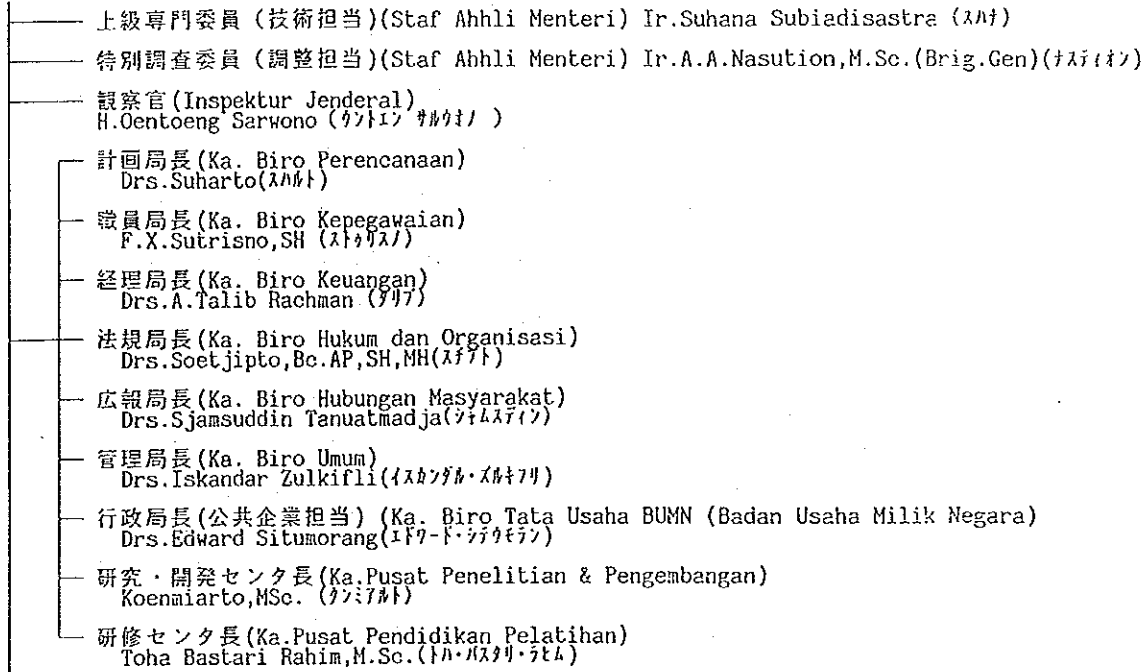 上級専門委員 (技術担当)(Staf Ahhli Menteri) Ir.Suhana Subiadisastra (スハナ)
特別調査委員 (調整担当)(Staf Ahhli Menteri) Ir.A.A.Nasution,M.Sc.(Brig.Gen)(ナスティオン)
観察官(Inspektur Jenderal)
H.Oentoeng Sarwono (ウントエン サルウオノ )
計画局長(Ka. Biro Perencanaan)
Drs.Suharto(スハルト)
職員局長(Ka. Biro Kepegawaian)
F.X.Sutrisno,SH (ストゥリスノ)
経理局長(Ka. Biro Keuangan)
Drs.A.Talib Rachman (タリブ)
法規局長(Ka. Biro Hukum dan Organisasi)
Drs.Soetjipto,Bc.AP,SH,MH(スチプト)
広報局長(Ka. Biro Hubungan Masyarakat)
Drs.Sjamsuddin Tanuatmadja(シャムスディン)
管理局長(Ka. Biro Umum)
Drs.Iskandar Zulkifli(イスカンダル・ズルキフリ)
行政局長(公共企業担当) (Ka. Biro Tata Usaha BUMN (Badan Usaha Milik Negara)
Drs.Edward Situmorang(エドワード・シテウモラン)
研究・開発センタ長(Ka.Pusat Penelitian & Pengembangan)
Koenmiarto,MSc. (クンミアルト)
研修センタ長(Ka.Pusat Pendidikan Pelatihan)
Toha Bastari Rahim,M.Sc.(トハ・バスタリ・ラヒム)